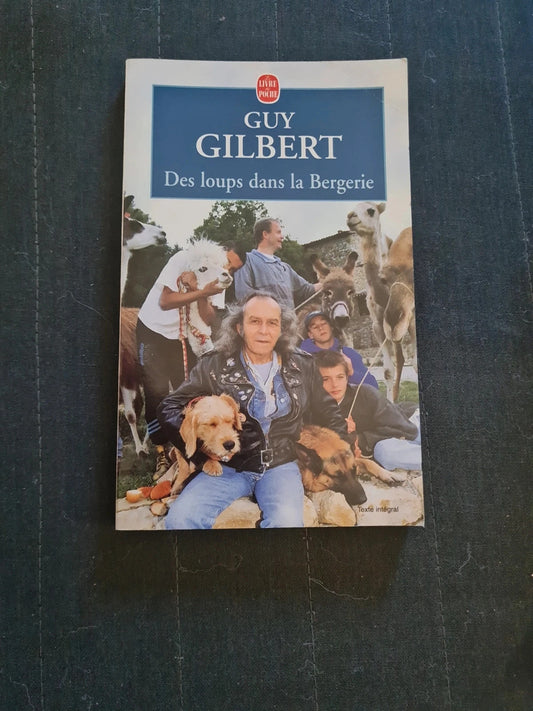 LE
LIVRE
DE
POCHE
GUY
GILBERT
Des loups dans la Bergerie
Texte intégral